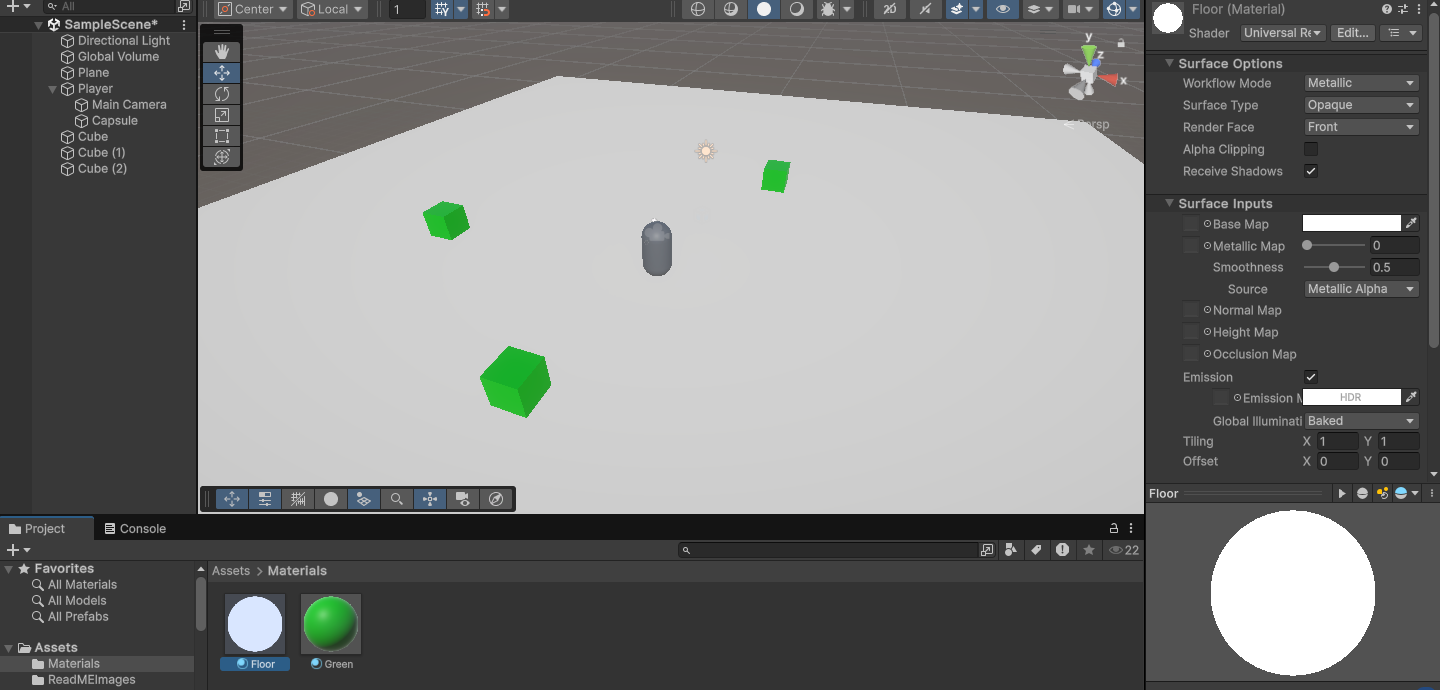 All
SampleScene*
Directional Light
Global Volume
Plane
Player
Main Camera
Capsule
Cube
Cube (1)
Cube (2)
Center
Local
1
2D
y
z
x
Persp
Floor (Material)
Shader
Universal Re
Edit...
Surface Options
Workflow Mode
Metallic
Surface Type
Opaque
Render Face
Front
Alpha Clipping
Receive Shadows
Surface Inputs
Base Map
Metallic Map
0
Smoothness
0.5
Source
Metallic Alpha
Normal Map
Height Map
Occlusion Map
Emission
Emission M
HDR
Global Illuminati
Baked
Tiling
X 1 Y 1
Offset
X 0 Y 0
Floor
Project
Console
22
Favorites
All Materials
All Models
All Prefabs
Assets
Materials
ReadMEImages
Assets > Materials
Floor
Green